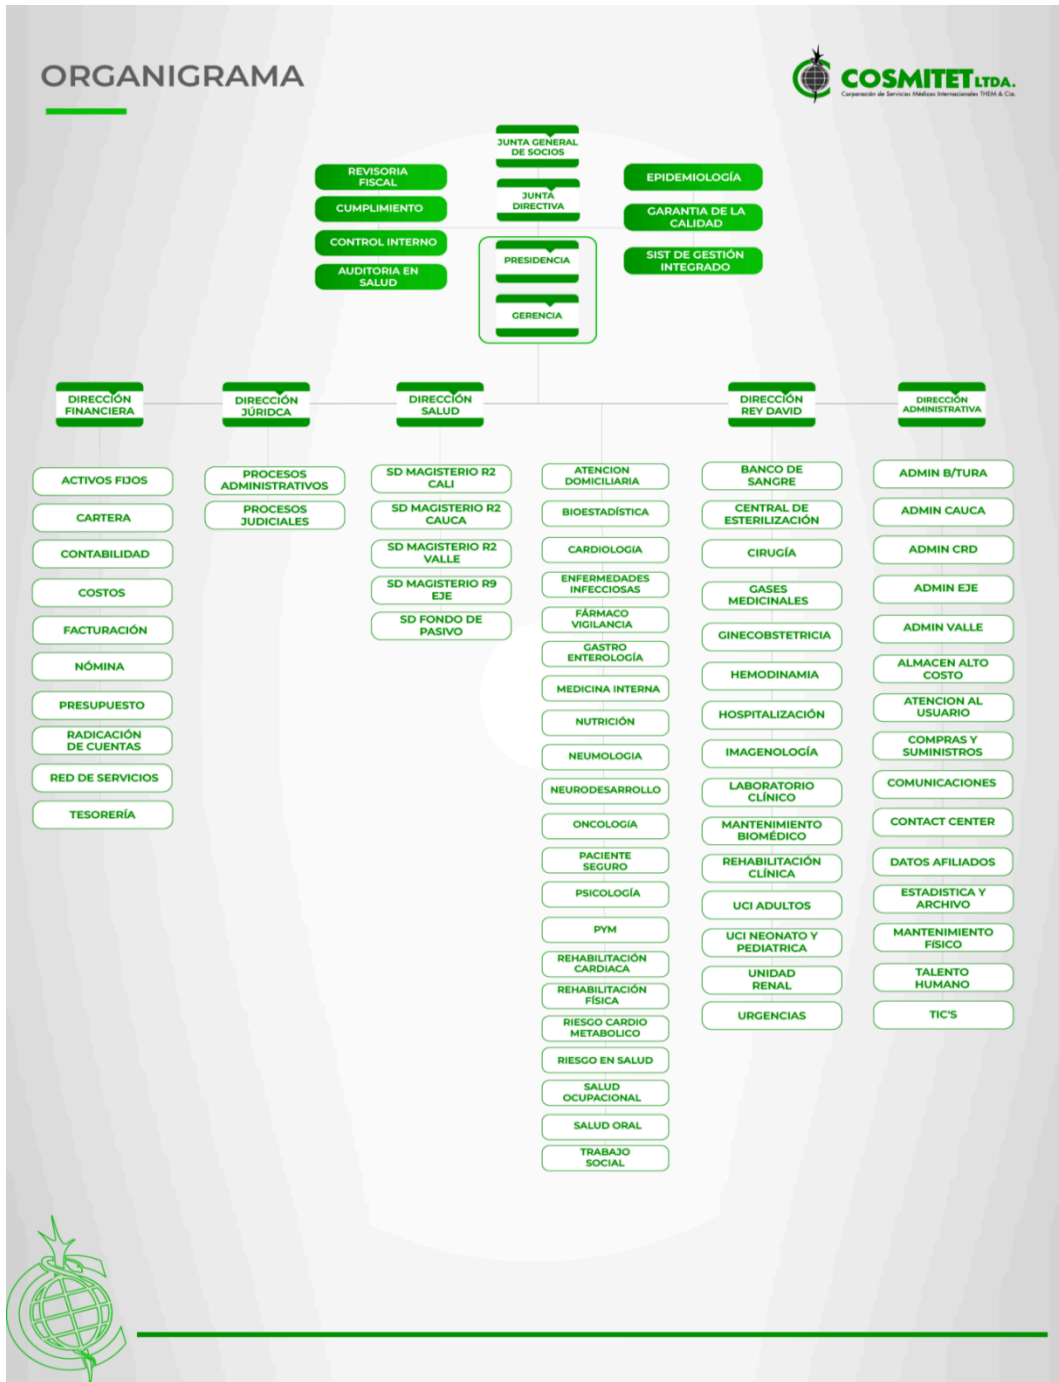 ORGANIGRAMA
COSMITET LTDA.
Corporación de Servicios Médicos Internacionales THEM & Cia.
JUNTA GENERAL
DE SOCIOS
JUNTA
DIRECTIVA
PRESIDENCIA
GERENCIA
REVISORIA
FISCAL
CUMPLIMIENTO
CONTROL INTERNO
AUDITORIA EN
SALUD
EPIDEMIOLOGÍA
GARANTIA DE LA
CALIDAD
SIST DE GESTIÓN
INTEGRADO
DIRECCIÓN
FINANCIERA
ACTIVOS FIJOS
CARTERA
CONTABILIDAD
COSTOS
FACTURACIÓN
NÓMINA
PRESUPUESTO
RADICACIÓN
DE CUENTAS
RED DE SERVICIOS
TESORERÍA
DIRECCIÓN
JÚRIDCA
PROCESOS
ADMINISTRATIVOS
PROCESOS
JUDICIALES
DIRECCIÓN
SALUD
SD MAGISTERIO R2
CALI
SD MAGISTERIO R2
CAUCA
SD MAGISTERIO R2
VALLE
SD MAGISTERIO R9
EJE
SD FONDO DE
PASIVO
ATENCION
DOMICILIARIA
BIOESTADÍSTICA
CARDIOLOGÍA
ENFERMEDADES
INFECCIOSAS
FÁRMACO
VIGILANCIA
GASTRO
ENTEROLOGÍA
MEDICINA INTERNA
NUTRICIÓN
NEUMOLOGIA
NEURODESARROLLO
ONCOLOGÍA
PACIENTE
SEGURO
PSICOLOGÍA
PYM
REHABILITACIÓN
CARDIACA
REHABILITACIÓN
FÍSICA
RIESGO CARDIO
METABOLICO
RIESGO EN SALUD
SALUD
OCUPACIONAL
SALUD ORAL
TRABAJO
SOCIAL
DIRECCIÓN
REY DAVID
BANCO DE
SANGRE
CENTRAL DE
ESTERILIZACIÓN
CIRUGÍA
GASES
MEDICINALES
GINECOBSTETRICIA
HEMODINAMIA
HOSPITALIZACIÓN
IMAGENOLOGÍA
LABORATORIO
CLÍNICO
MANTENIMIENTO
BIOMÉDICO
REHABILITACIÓN
CLÍNICA
UCI ADULTOS
UCI NEONATO Y
PEDIATRICA
UNIDAD
RENAL
URGENCIAS
DIRECCIÓN
ADMINISTRATIVA
ADMIN B/TURA
ADMIN CAUCA
ADMIN CRD
ADMIN EJE
ADMIN VALLE
ALMACEN ALTO
COSTO
ATENCION AL
USUARIO
COMPRAS Y
SUMINISTROS
COMUNICACIONES
CONTACT CENTER
DATOS AFILIADOS
ESTADISTICA Y
ARCHIVO
MANTENIMIENTO
FÍSICO
TALENTO
HUMANO
TIC'S